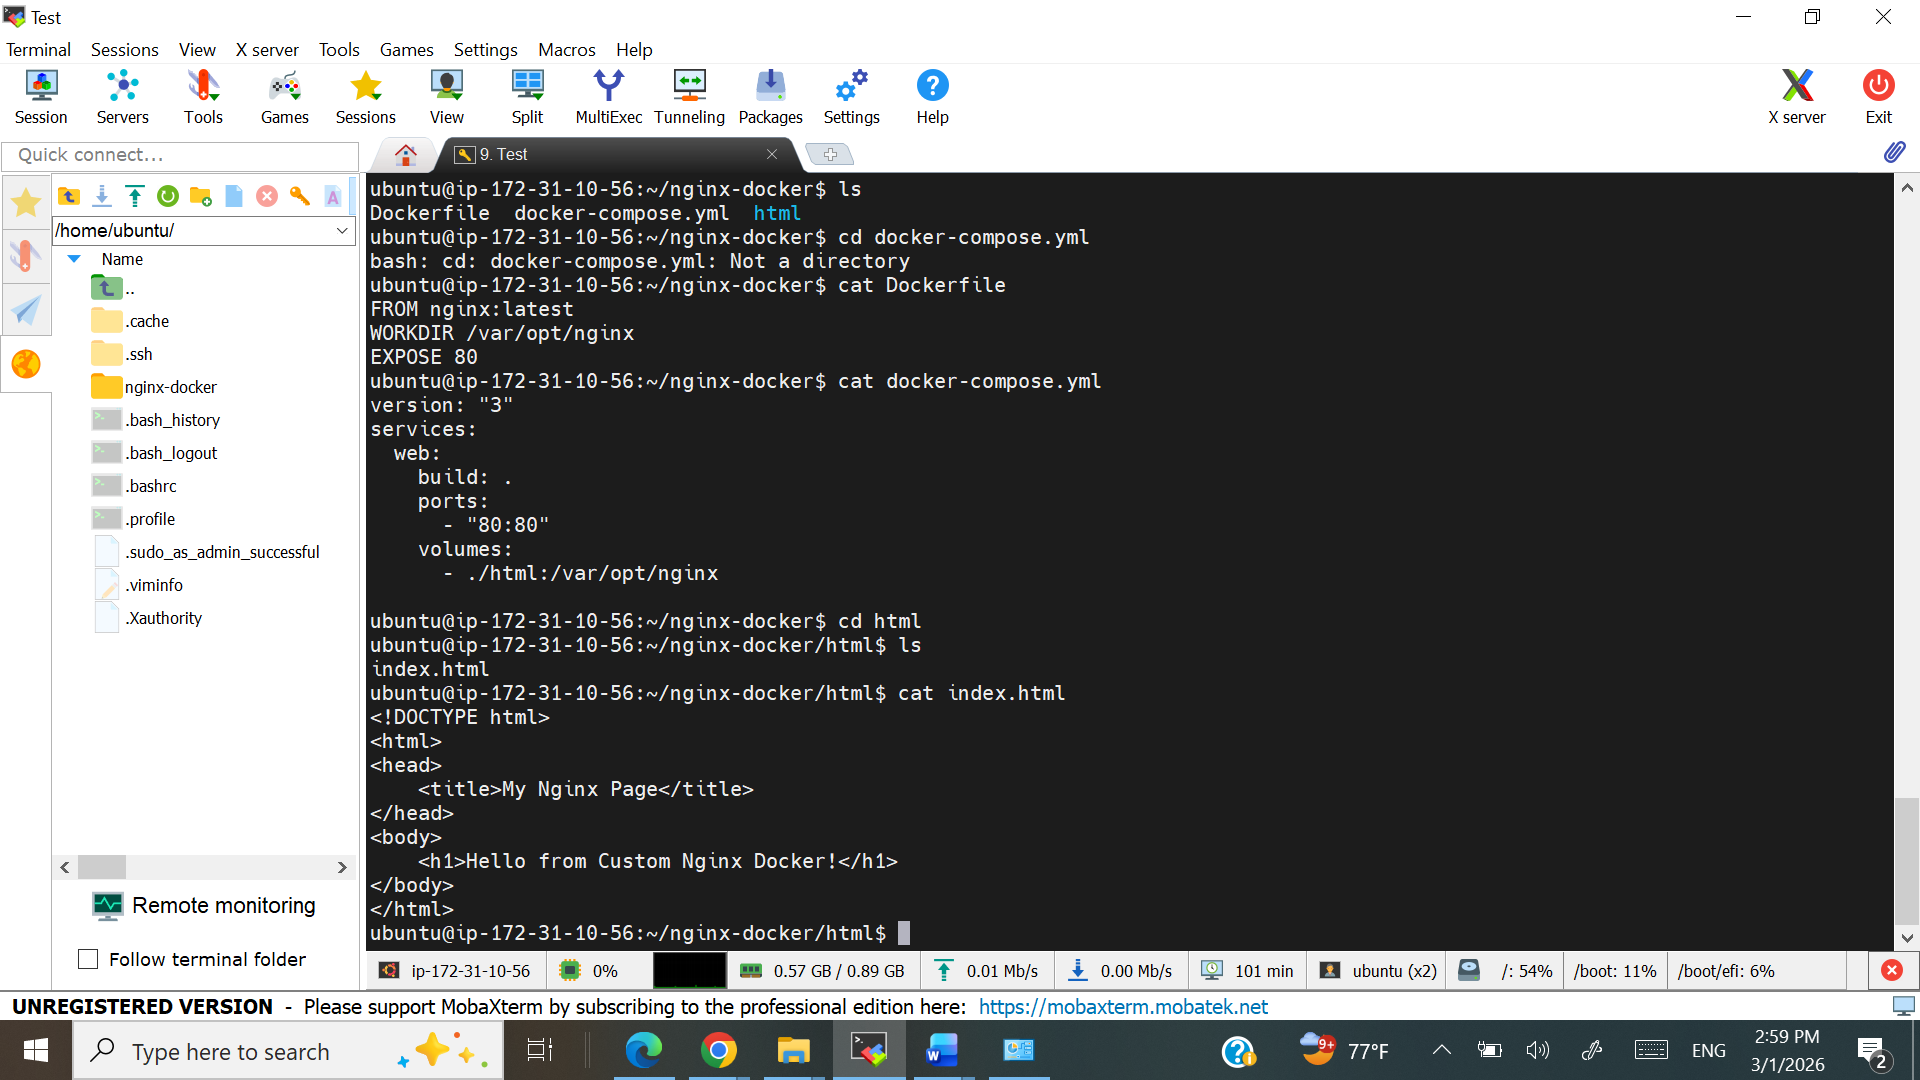 Test
Terminal Sessions View X server Tools Games Settings Macros Help
Session Servers Tools Games Sessions View Split MultiExec Tunneling Packages Settings Help X server Exit
Quick connect...
9. Test
/home/ubuntu/
Name
..
.cache
.ssh
nginx-docker
.bash_history
.bash_logout
.bashrc
.profile
.sudo_as_admin_successful
.viminfo
.Xauthority
Remote monitoring
Follow terminal folder
ubuntu@ip-172-31-10-56:~/nginx-docker$ ls
Dockerfile  docker-compose.yml  html
ubuntu@ip-172-31-10-56:~/nginx-docker$ cd docker-compose.yml
bash: cd: docker-compose.yml: Not a directory
ubuntu@ip-172-31-10-56:~/nginx-docker$ cat Dockerfile
FROM nginx:latest
WORKDIR /var/opt/nginx
EXPOSE 80
ubuntu@ip-172-31-10-56:~/nginx-docker$ cat docker-compose.yml
version: "3"
services:
  web:
    build: .
    ports:
      - "80:80"
    volumes:
      - ./html:/var/opt/nginx
ubuntu@ip-172-31-10-56:~/nginx-docker$ cd html
ubuntu@ip-172-31-10-56:~/nginx-docker/html$ ls
index.html
ubuntu@ip-172-31-10-56:~/nginx-docker/html$ cat index.html
<!DOCTYPE html>
<html>
<head>
    <title>My Nginx Page</title>
</head>
<body>
    <h1>Hello from Custom Nginx Docker!</h1>
</body>
</html>
ubuntu@ip-172-31-10-56:~/nginx-docker/html$
ip-172-31-10-56 0% 0.57 GB / 0.89 GB 0.01 Mb/s 0.00 Mb/s 101 min ubuntu (x2) /: 54% /boot: 11% /boot/efi: 6%
UNREGISTERED VERSION - Please support MobaXterm by subscribing to the professional edition here: https://mobaxterm.mobatek.net
Type here to search
9+ 77°F ENG 2:59 PM
3/1/2026
2